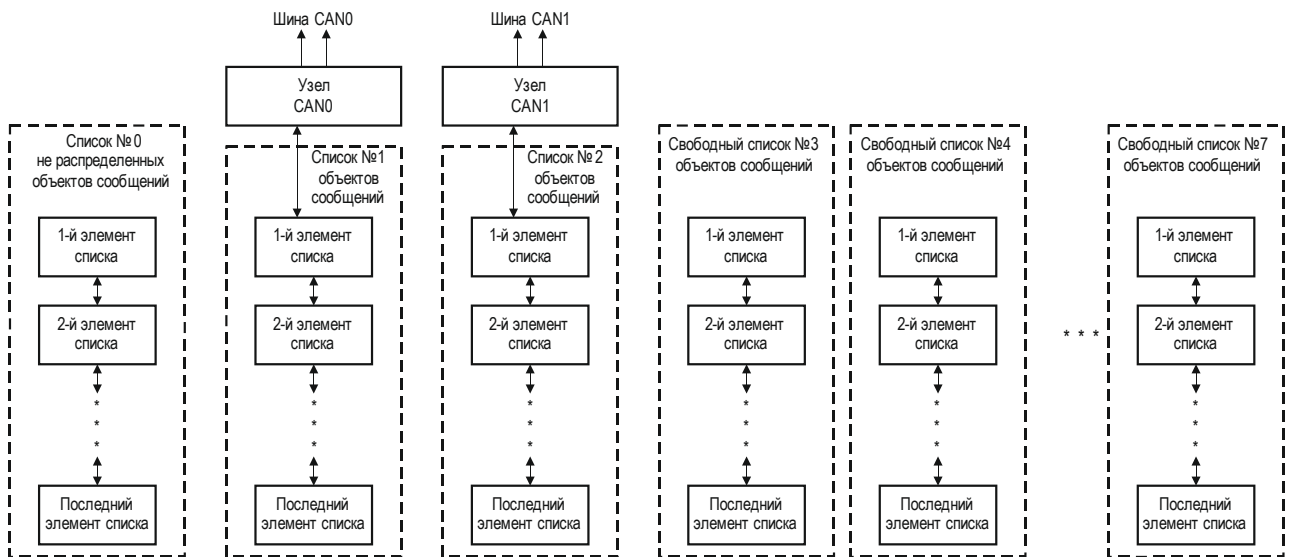 Шина CAN0
Шина CAN1
Узел
CAN0
Узел
CAN1
Список №0
не распределенных
объектов сообщений
1-й элемент
списка
2-й элемент
списка
*
*
*
Последний
элемент списка
Список №1
объектов
сообщений
1-й элемент
списка
2-й элемент
списка
*
*
*
Последний
элемент списка
Список №2
объектов
сообщений
1-й элемент
списка
2-й элемент
списка
*
*
*
Последний
элемент списка
Свободный список №3
объектов сообщений
1-й элемент
списка
2-й элемент
списка
*
*
*
Последний
элемент списка
Свободный список №4
объектов сообщений
1-й элемент
списка
2-й элемент
списка
*
*
*
Последний
элемент списка
* * *
Свободный список №7
объектов сообщений
1-й элемент
списка
2-й элемент
списка
*
*
*
Последний
элемент списка